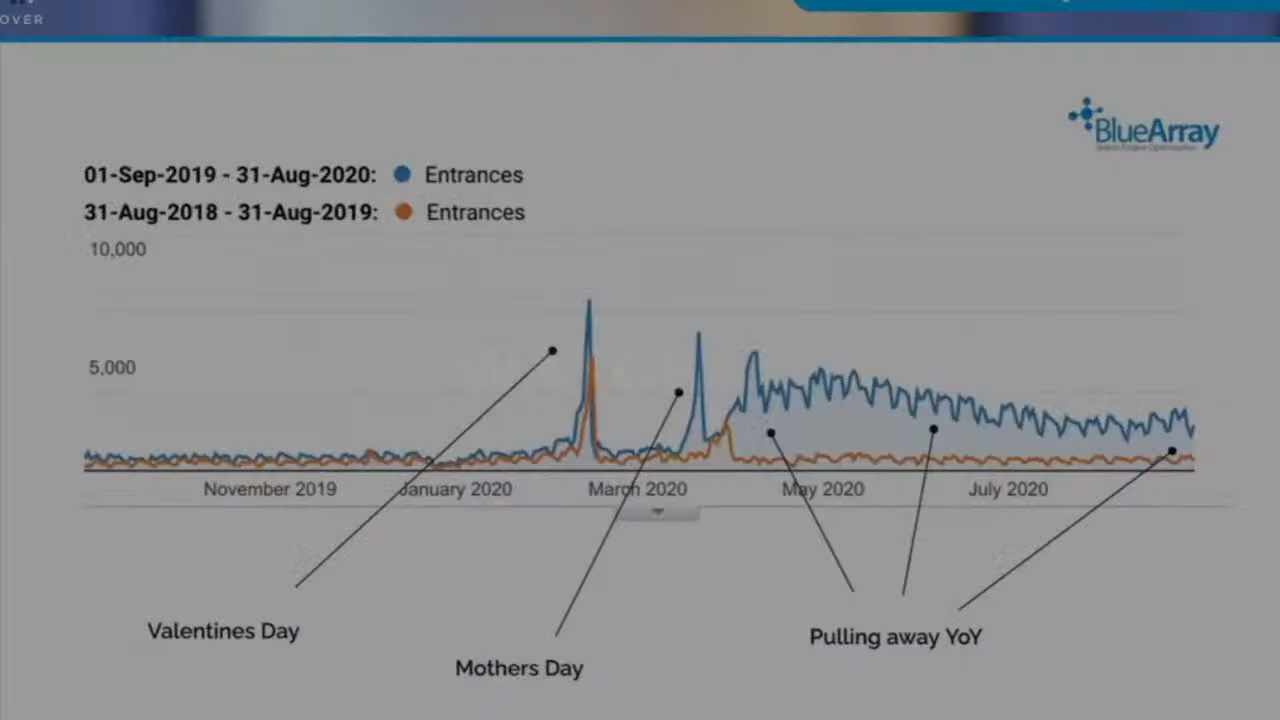 OVER
BlueArray
01-Sep-2019 - 31-Aug-2020: Entrances
31-Aug-2018 - 31-Aug-2019: Entrances
10,000
5,000
November 2019 January 2020 March 2020 May 2020 July 2020
Valentines Day
Mothers Day
Pulling away YoY